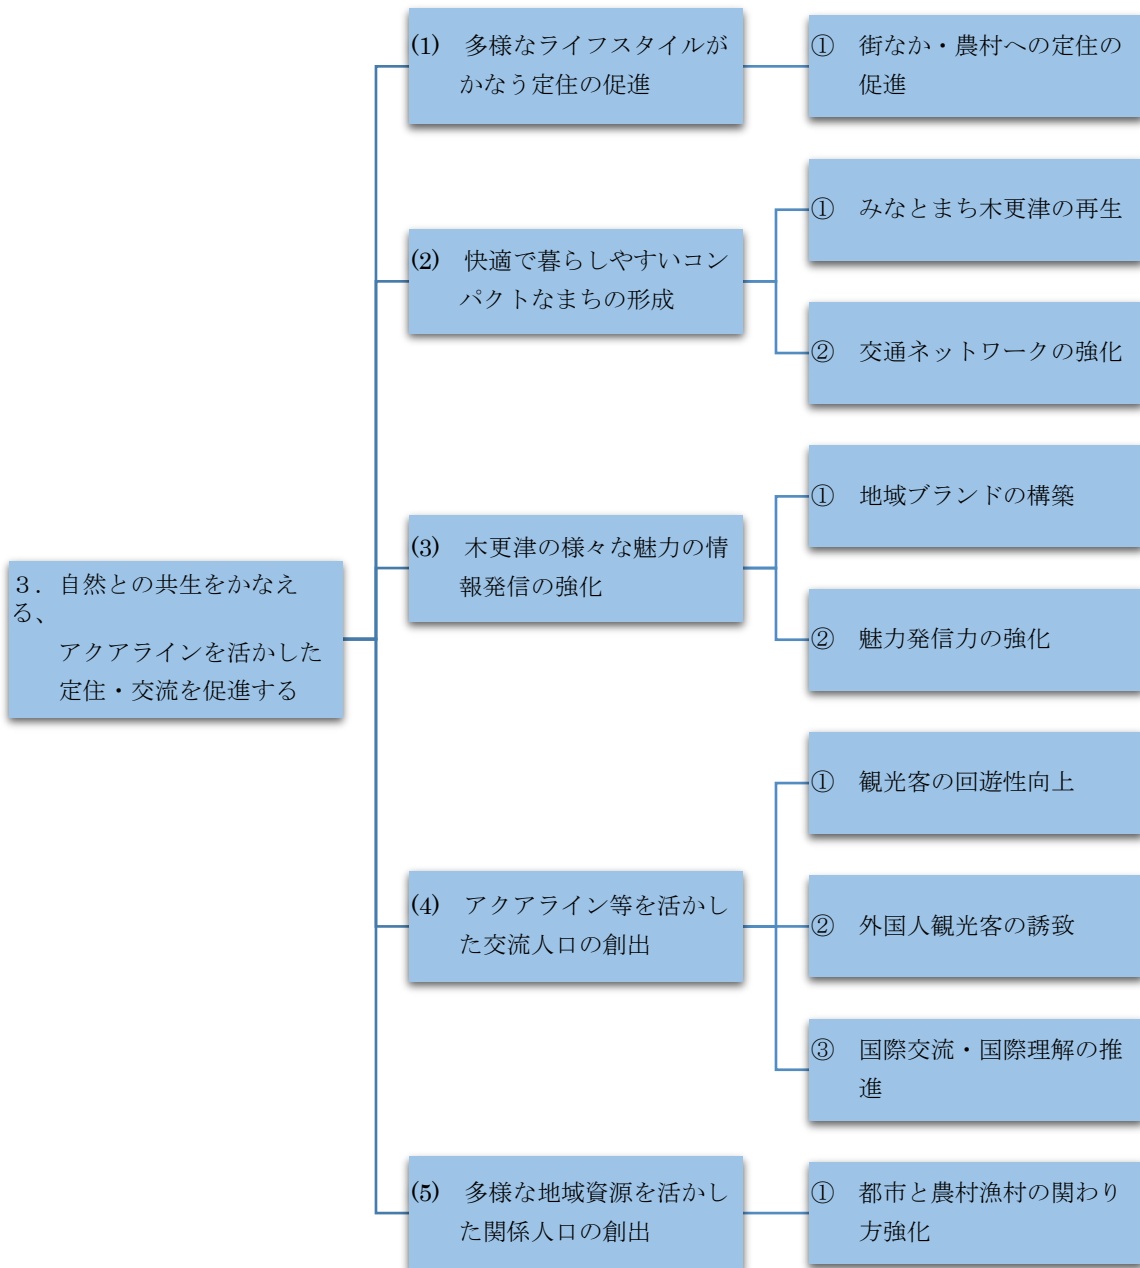 (1) 多様なライフスタイルが
かなう定住の促進
① 街なか・農村への定住の
促進
① みなとまち木更津の再生
(2) 快適で暮らしやすいコン
パクトなまちの形成
② 交通ネットワークの強化
① 地域ブランドの構築
(3) 木更津の様々な魅力の情
報発信の強化
② 魅力発信力の強化
3．自然との共生をかなえ
る、
アクアラインを活かした
定住・交流を促進する
① 観光客の回遊性向上
(4) アクアライン等を活かし
た交流人口の創出
② 外国人観光客の誘致
③ 国際交流・国際理解の推
進
(5) 多様な地域資源を活かし
た関係人口の創出
① 都市と農村漁村の関わり
方強化